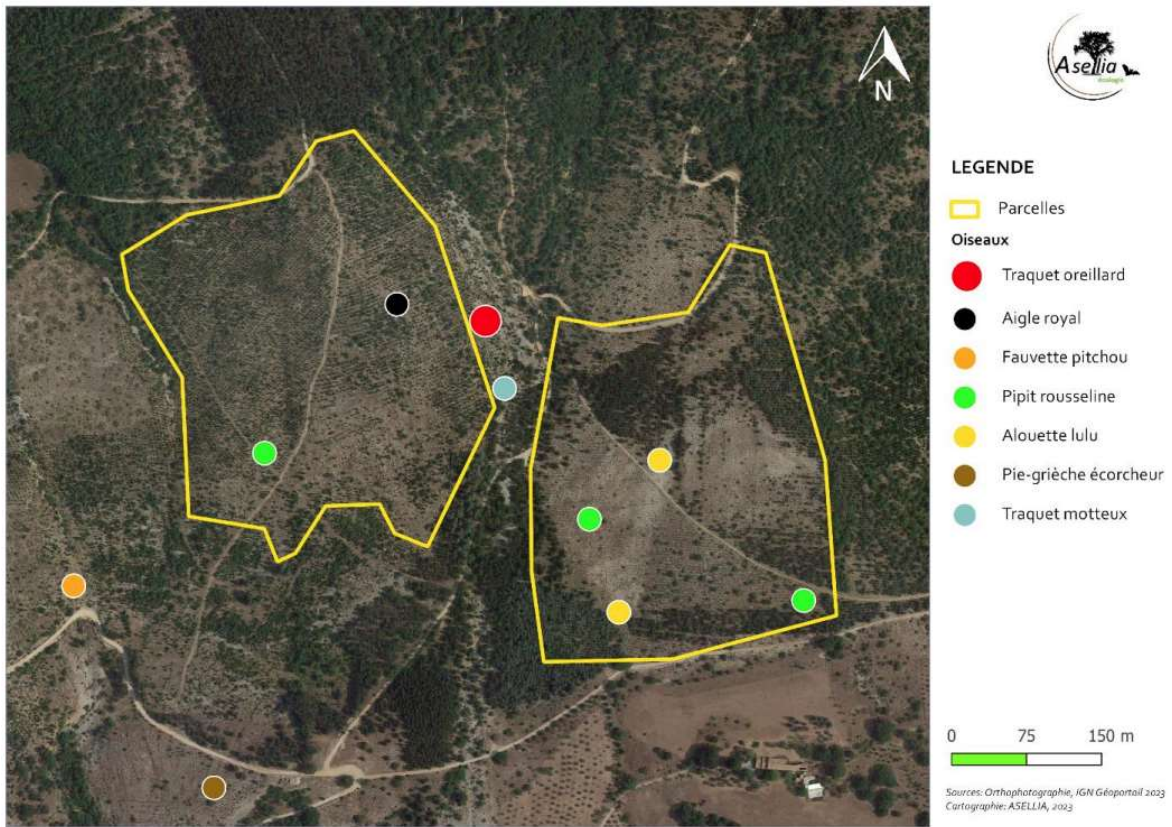 N
Asellia
écologie
LEGENDE
Parcelles
Oiseaux
Traquet oreillard
Aigle royal
Fauvette pitchou
Pipit rousseline
Alouette lulu
Pie-grièche écorcheur
Traquet motteux
0 75 150 m
Sources: Orthophotographie, IGN Géoportail 2023
Cartographie: ASELLIA, 2023